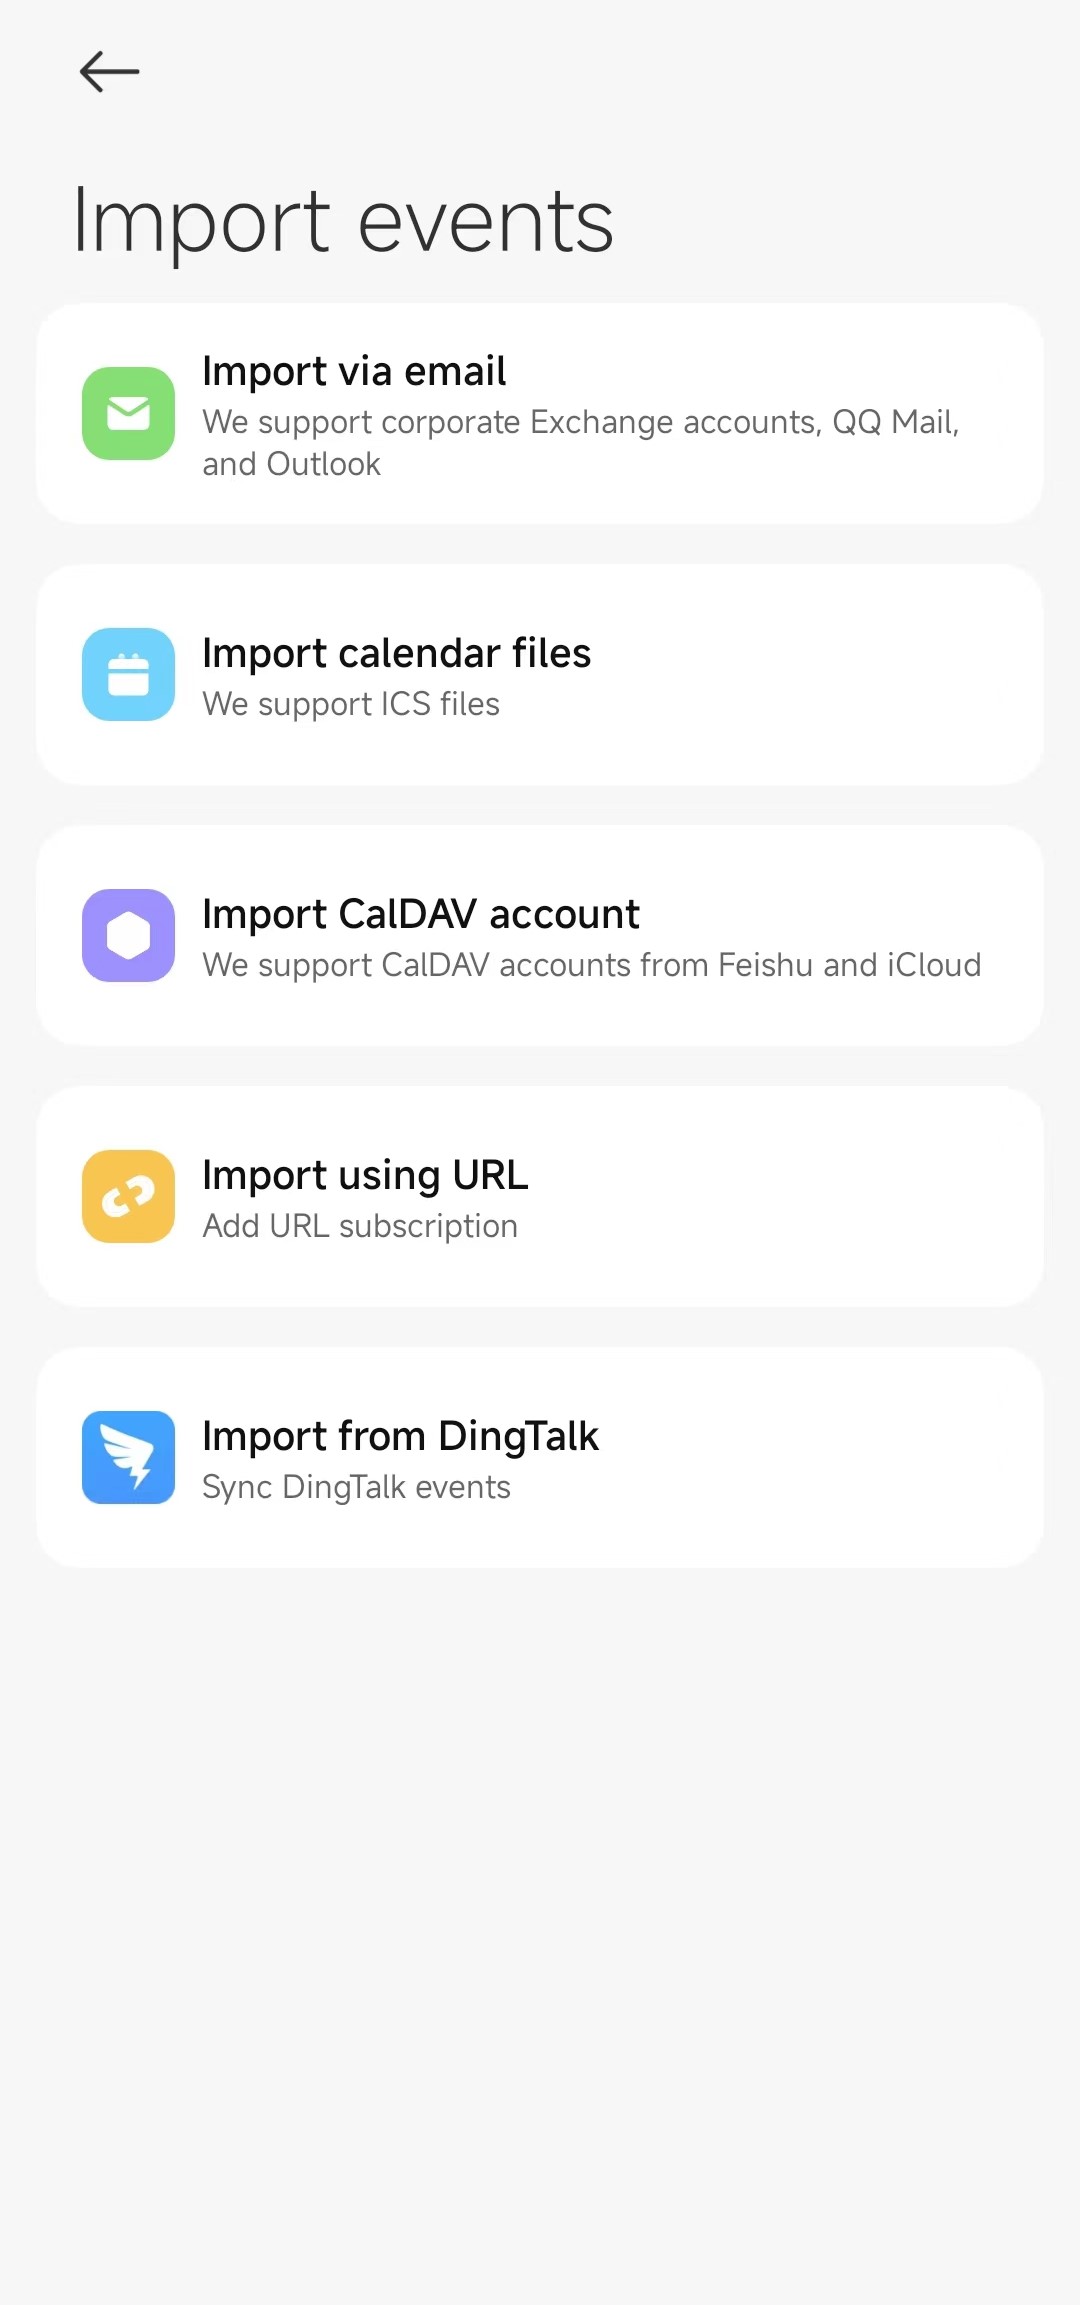 Import events
Import via email
We support corporate Exchange accounts, QQ Mail,
and Outlook
Import calendar files
We support ICS files
Import CalDAV account
We support CalDAV accounts from Feishu and iCloud
Import using URL
Add URL subscription
Import from DingTalk
Sync DingTalk events